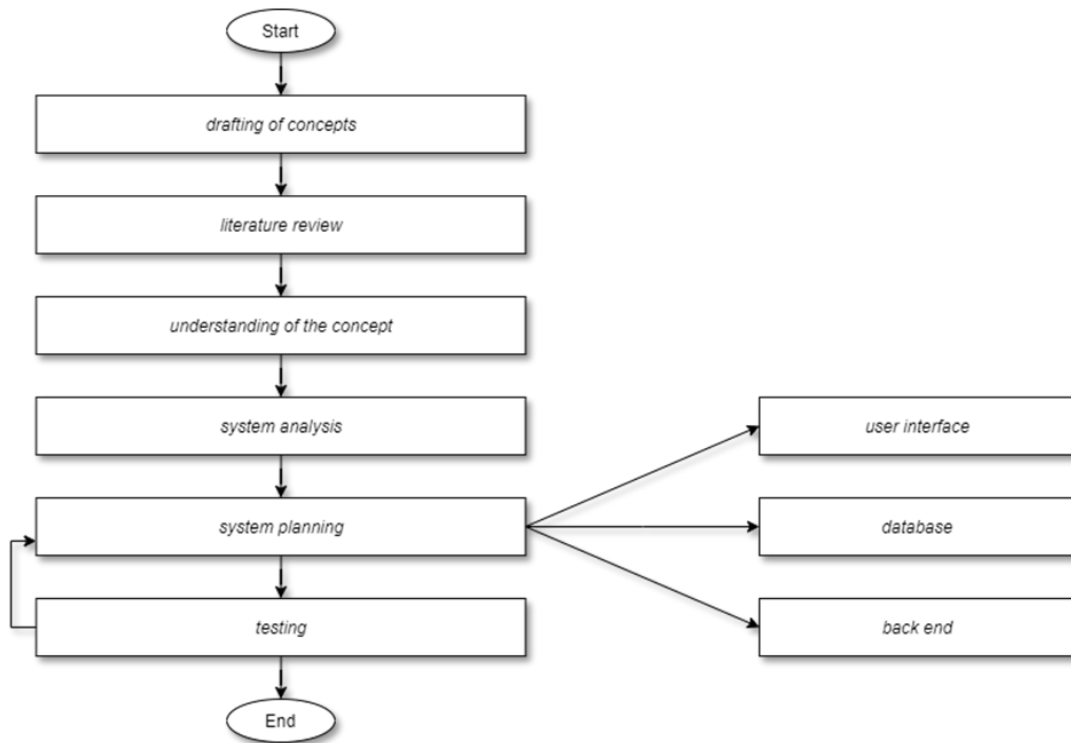 Start
drafting of concepts
literature review
understanding of the concept
system analysis
user interface
system planning
database
testing
back end
End